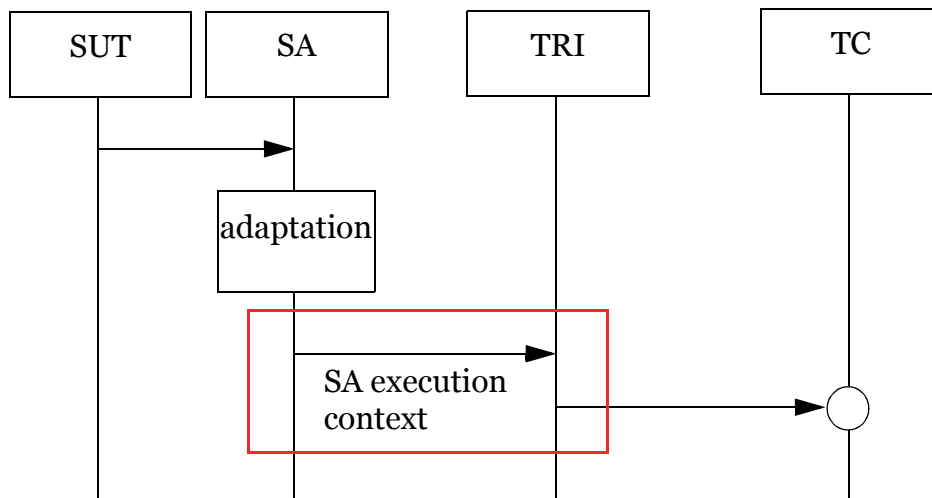 SUT
SA
TRI
TC
adaptation
SA execution
context